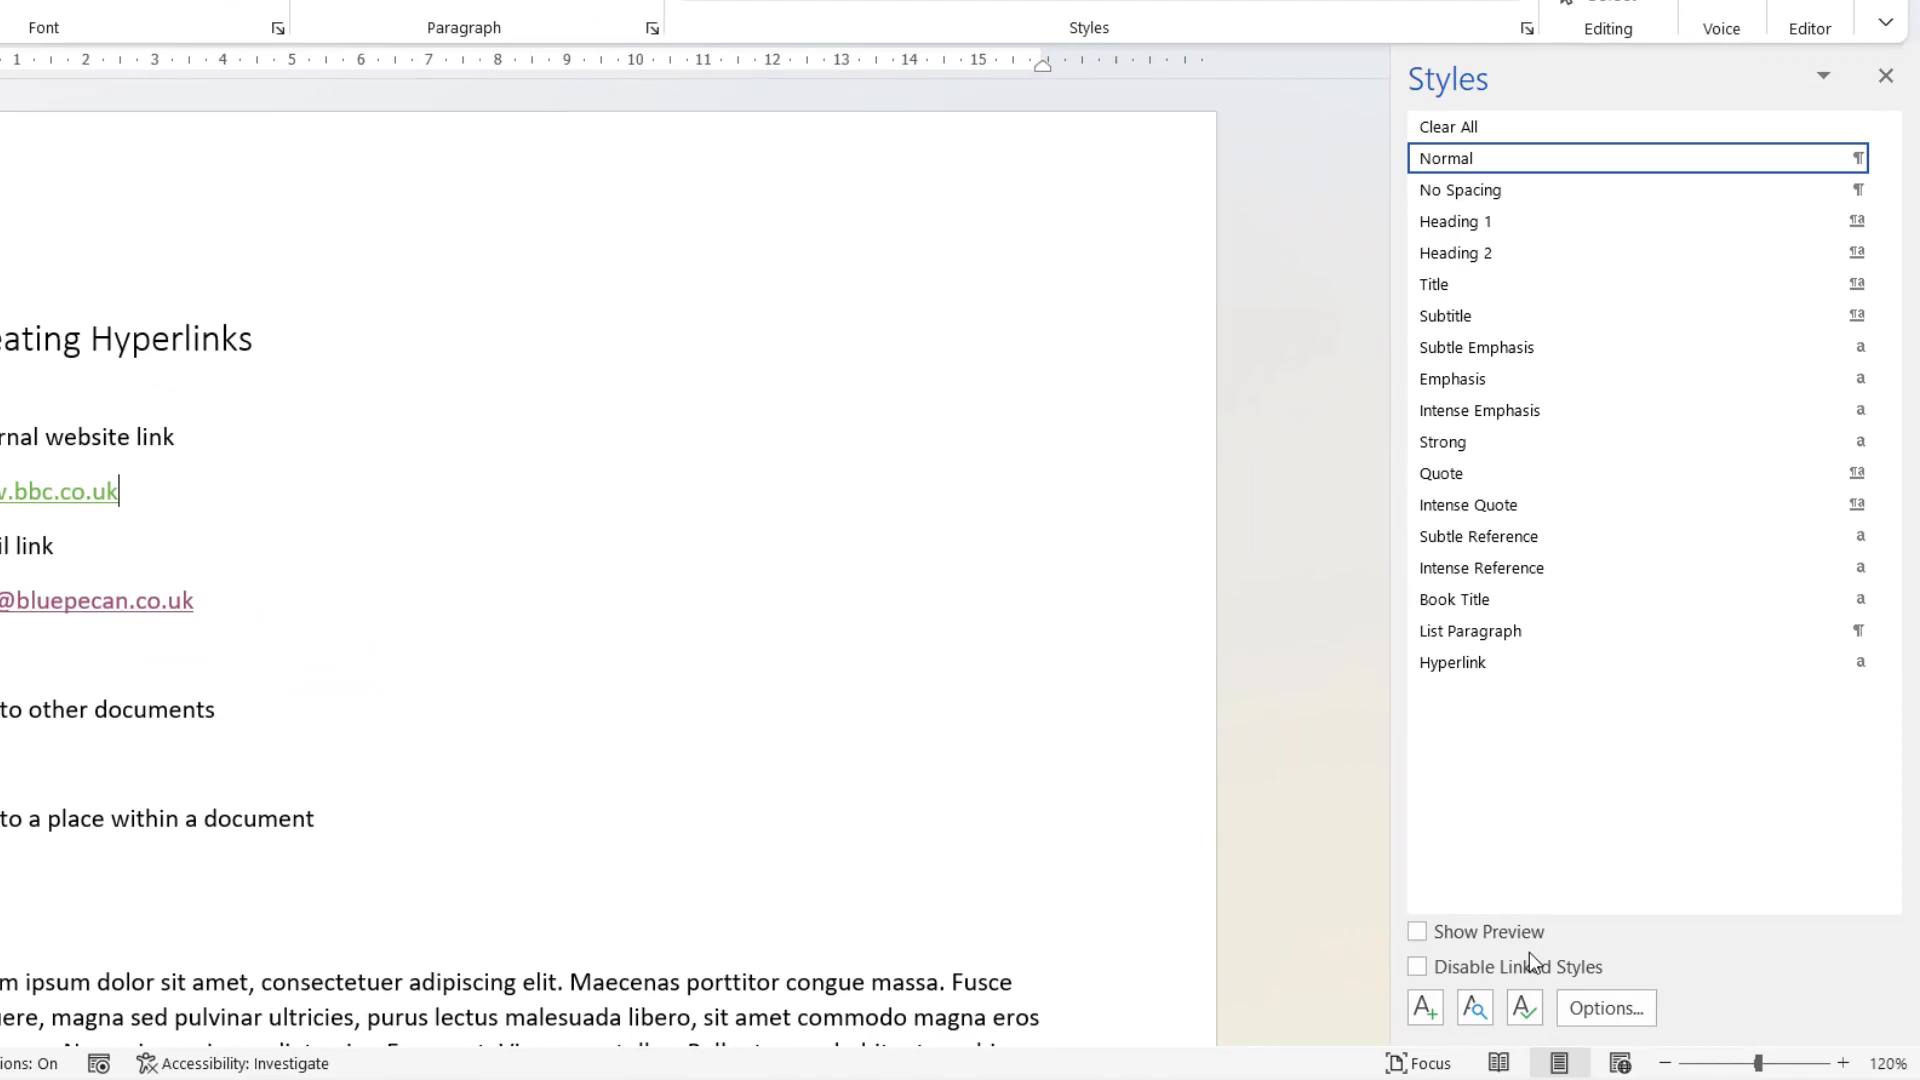 Font
Paragraph
Styles
Editing
Voice
Editor
1 2 3 4 5 6 7 8 9 10 11 12 13 14 15
eating Hyperlinks
rnal website link
.bbc.co.uk
il link
@bluepecan.co.uk
to other documents
to a place within a document
m ipsum dolor sit amet, consectetuer adipiscing elit. Maecenas porttitor congue massa. Fusce
uere, magna sed pulvinar ultricies, purus lectus malesuada libero, sit amet commodo magna eros
Styles
Clear All
Normal ¶
No Spacing ¶
Heading 1 ¶a
Heading 2 ¶a
Title ¶a
Subtitle ¶a
Subtle Emphasis a
Emphasis a
Intense Emphasis a
Strong a
Quote ¶a
Intense Quote ¶a
Subtle Reference a
Intense Reference a
Book Title a
List Paragraph ¶
Hyperlink a
Show Preview
Disable Linked Styles
Options...
ions: On
Accessibility: Investigate
Focus
120%